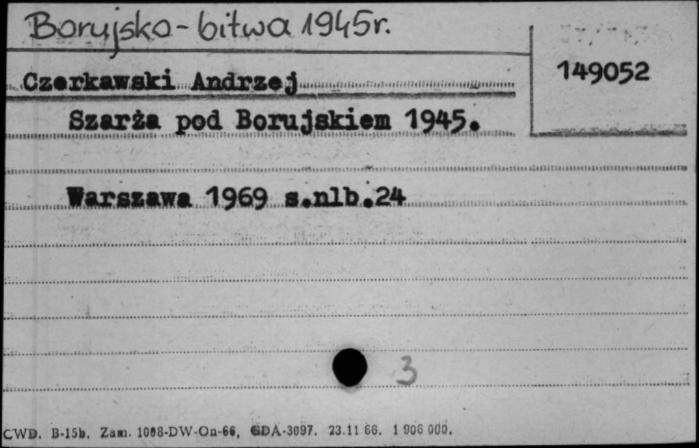 Borujsko - bitwa 1945r.
149052
Czerkawski Andrzej
Szarża pod Borujskiem 1945.
Warszawa 1969 s.nlb.24
3
CWD. B-15b. Zam. 1098-DW-On-66, GDA-3097. 23.11 66. 1 906 000.